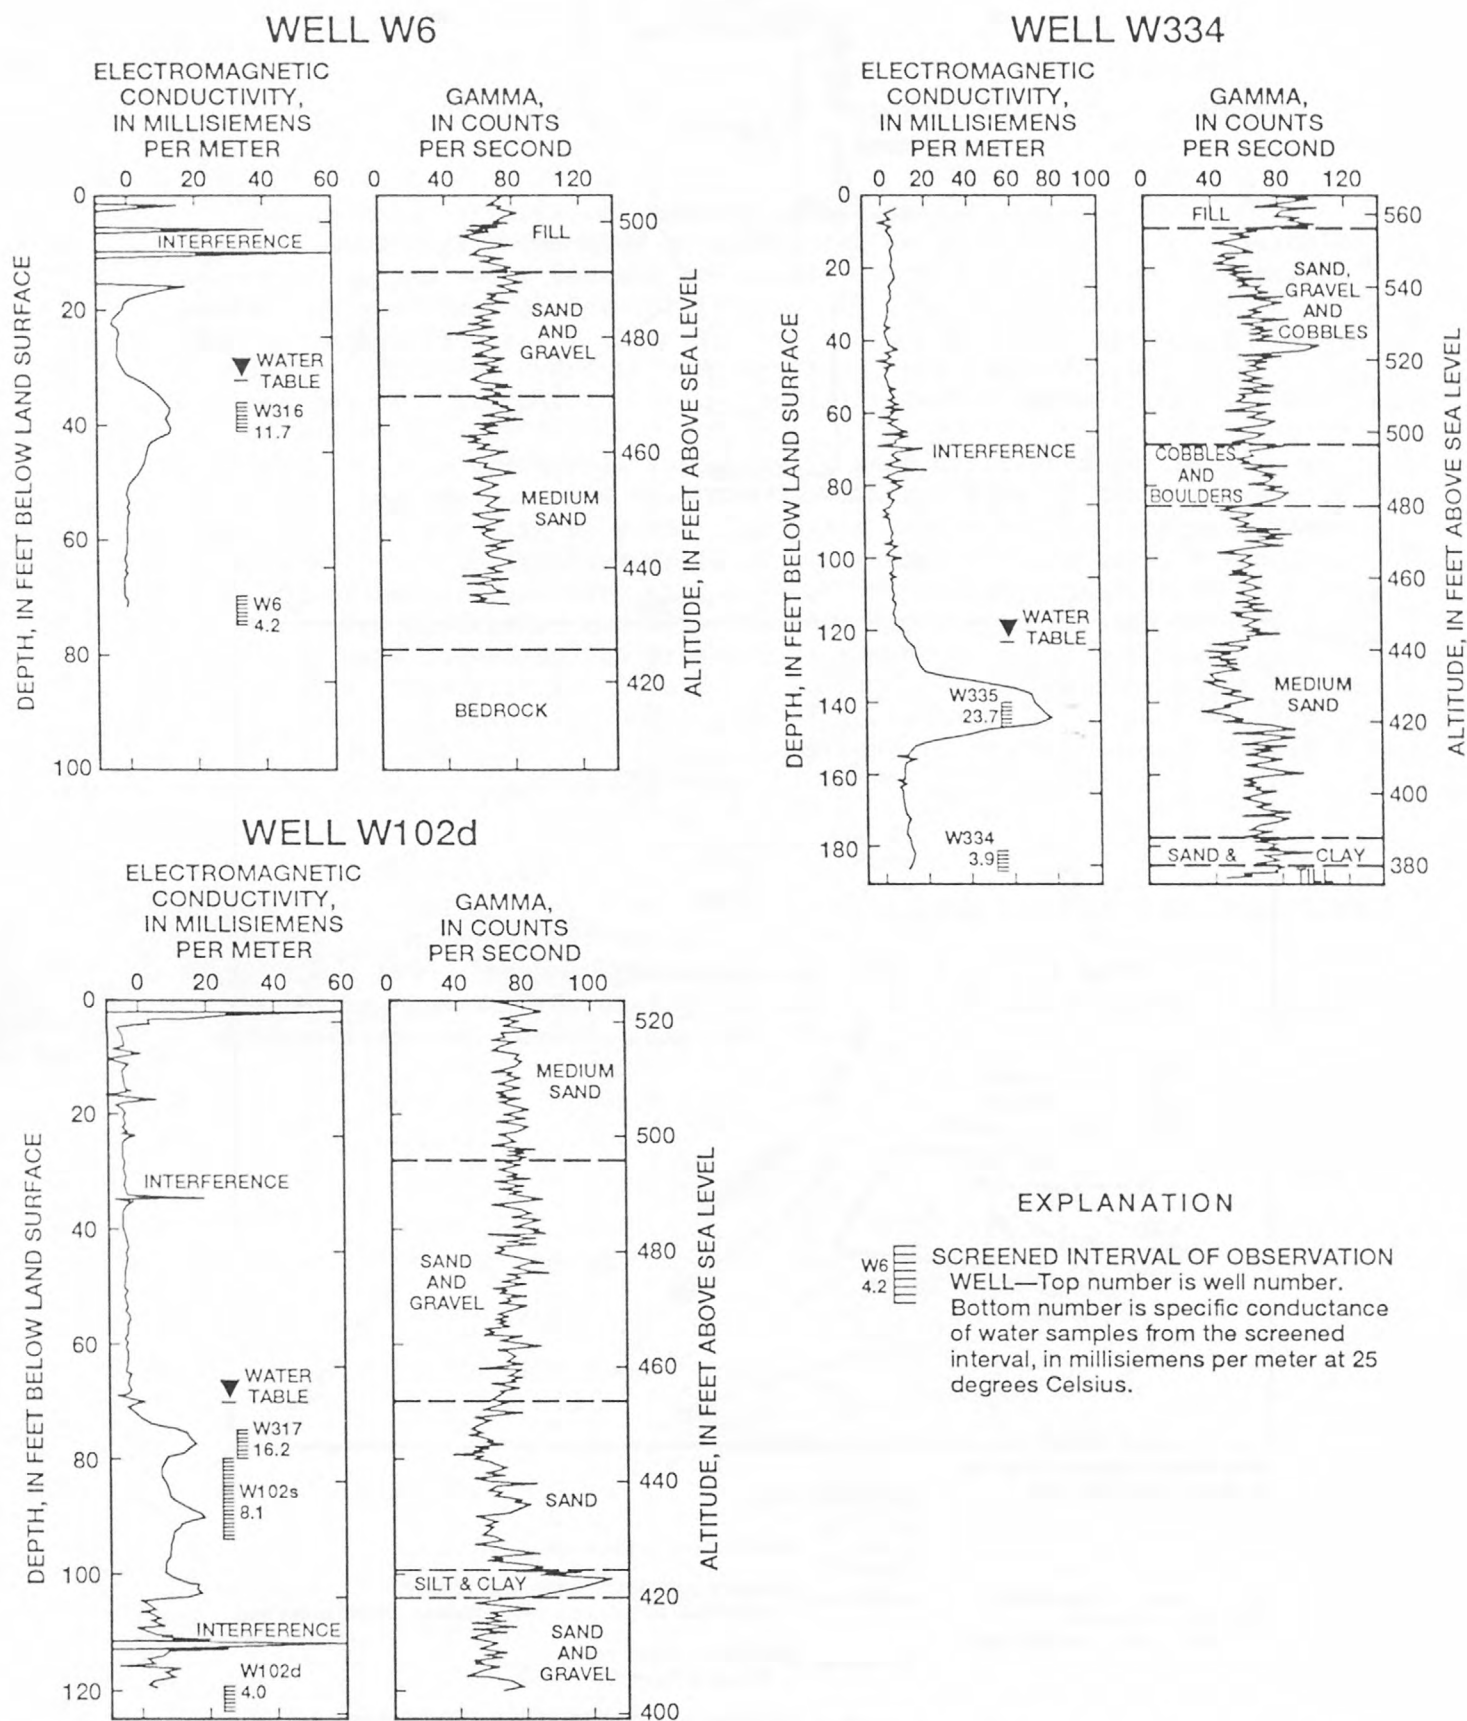 WELL W6
ELECTROMAGNETIC
CONDUCTIVITY,
IN MILLISIEMENS
PER METER
GAMMA,
IN COUNTS
PER SECOND
0 20 40 60
0 40 80 120
DEPTH, IN FEET BELOW LAND SURFACE
0
20
40
60
80
100
INTERFERENCE
WATER
TABLE
W316
11.7
W6
4.2
FILL
SAND
AND
GRAVEL
MEDIUM
SAND
BEDROCK
500
480
460
440
420
ALTITUDE, IN FEET ABOVE SEA LEVEL
WELL W334
ELECTROMAGNETIC
CONDUCTIVITY,
IN MILLISIEMENS
PER METER
GAMMA,
IN COUNTS
PER SECOND
0 20 40 60 80 100
0 40 80 120
DEPTH, IN FEET BELOW LAND SURFACE
0
20
40
60
80
100
120
140
160
180
INTERFERENCE
WATER
TABLE
W335
23.7
W334
3.9
FILL
SAND,
GRAVEL
AND
COBBLES
COBBLES
AND
BOULDERS
MEDIUM
SAND
SAND & CLAY
560
540
520
500
480
460
440
420
400
380
ALTITUDE, IN FEET ABOVE SEA LEVEL
WELL W102d
ELECTROMAGNETIC
CONDUCTIVITY,
IN MILLISIEMENS
PER METER
GAMMA,
IN COUNTS
PER SECOND
0 20 40 60
0 40 80 100
DEPTH, IN FEET BELOW LAND SURFACE
0
20
40
60
80
100
120
INTERFERENCE
WATER
TABLE
W317
16.2
W102s
8.1
INTERFERENCE
W102d
4.0
MEDIUM
SAND
SAND
AND
GRAVEL
SAND
SILT & CLAY
SAND
AND
GRAVEL
520
500
480
460
440
420
400
ALTITUDE, IN FEET ABOVE SEA LEVEL
EXPLANATION
W6
4.2
SCREENED INTERVAL OF OBSERVATION
WELL—Top number is well number.
Bottom number is specific conductance
of water samples from the screened
interval, in millisiemens per meter at 25
degrees Celsius.